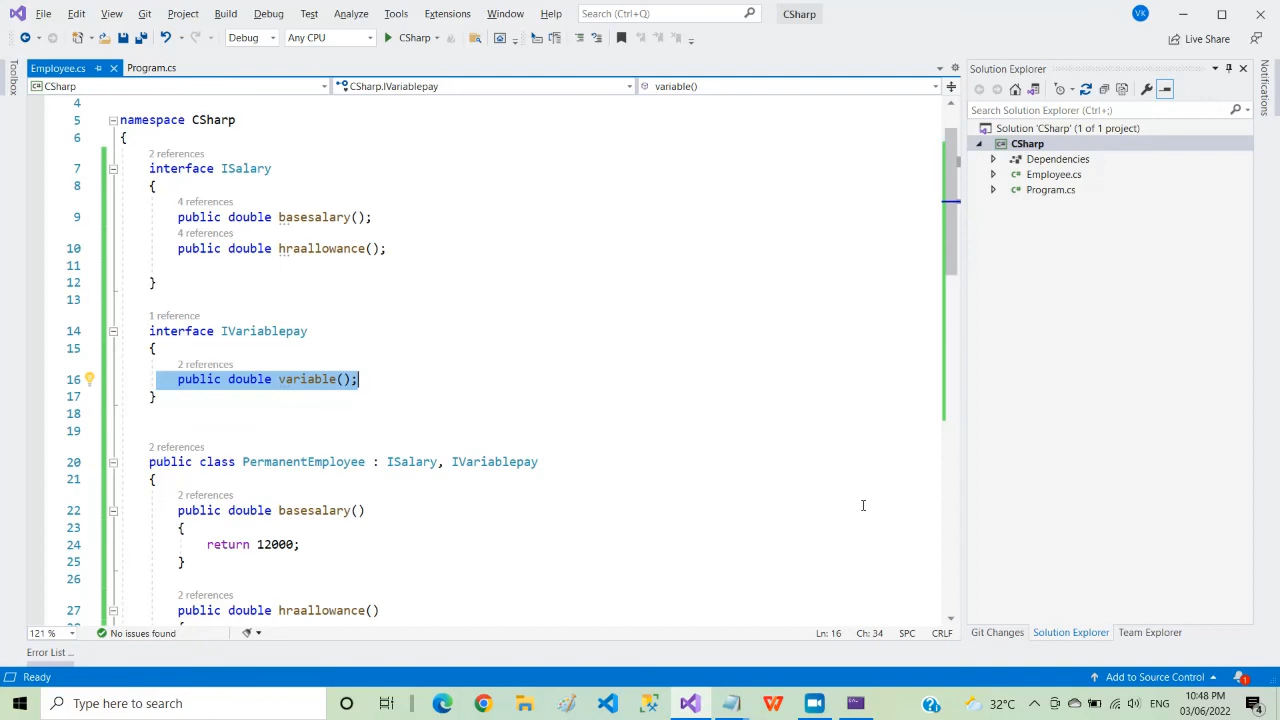 File Edit View Git Project Build Debug Test Analyze Tools Extensions Window Help Search (Ctrl+Q) CSharp VK
Debug Any CPU CSharp Live Share
Toolbox
Employee.cs Program.cs
CSharp CSharp.IVariablepay variable()
4
5 namespace CSharp
6 {
2 references
7 interface ISalary
8 {
4 references
9 public double basesalary();
4 references
10 public double hraallowance();
11
12 }
13
1 reference
14 interface IVariablepay
15 {
2 references
16 public double variable();
17 }
18
19
2 references
20 public class PermanentEmployee : ISalary, IVariablepay
21 {
2 references
22 public double basesalary()
23 {
24 return 12000;
25 }
26
2 references
27 public double hraallowance()
121 % No issues found Ln: 16 Ch: 34 SPC CRLF
Error List ...
Solution Explorer
Search Solution Explorer (Ctrl+;)
Solution 'CSharp' (1 of 1 project)
CSharp
Dependencies
Employee.cs
Program.cs
Git Changes Solution Explorer Team Explorer
Notifications
Ready Add to Source Control 1
Type here to search 32°C ENG 10:48 PM 03/06/2022 4